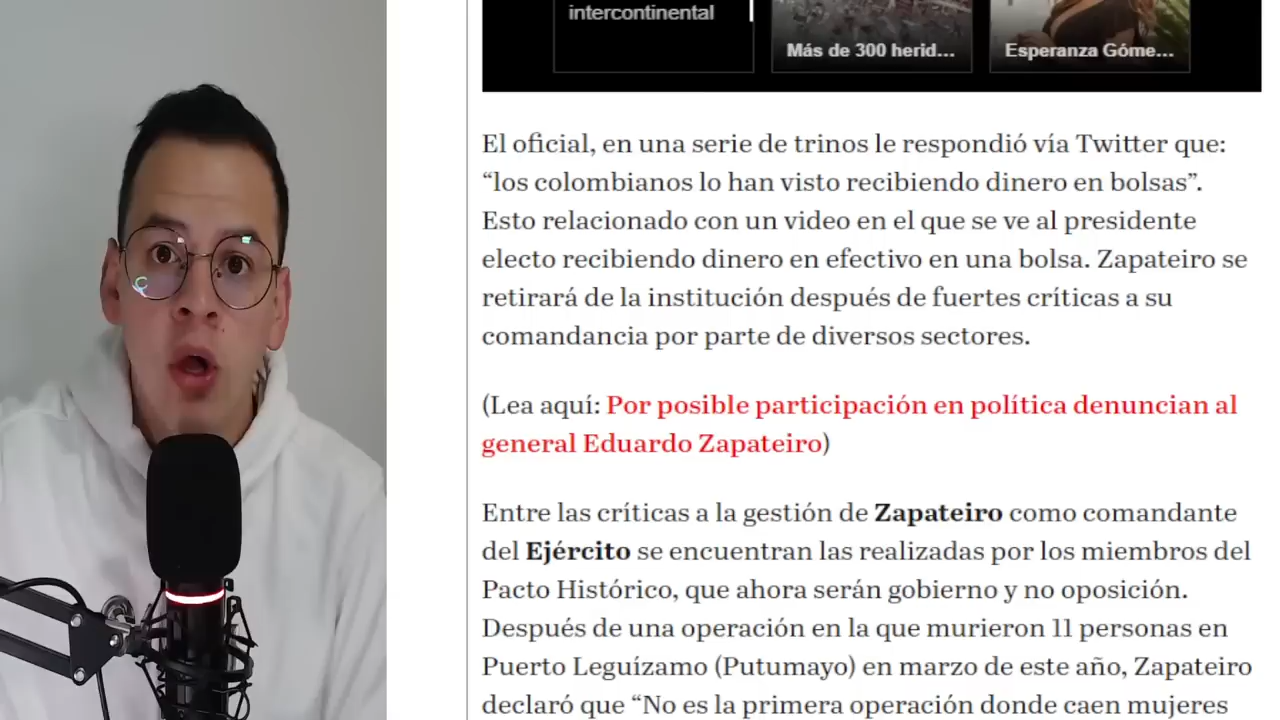 intercontinental
Más de 300 herid...
Esperanza Góme...
El oficial, en una serie de trinos le respondió vía Twitter que:
“los colombianos lo han visto recibiendo dinero en bolsas”.
Esto relacionado con un video en el que se ve al presidente
electo recibiendo dinero en efectivo en una bolsa. Zapateiro se
retirará de la institución después de fuertes críticas a su
comandancia por parte de diversos sectores.
(Lea aquí: Por posible participación en política denuncian al
general Eduardo Zapateiro)
Entre las críticas a la gestión de Zapateiro como comandante
del Ejército se encuentran las realizadas por los miembros del
Pacto Histórico, que ahora serán gobierno y no oposición.
Después de una operación en la que murieron 11 personas en
Puerto Leguízamo (Putumayo) en marzo de este año, Zapateiro
declaró que “No es la primera operación donde caen mujeres